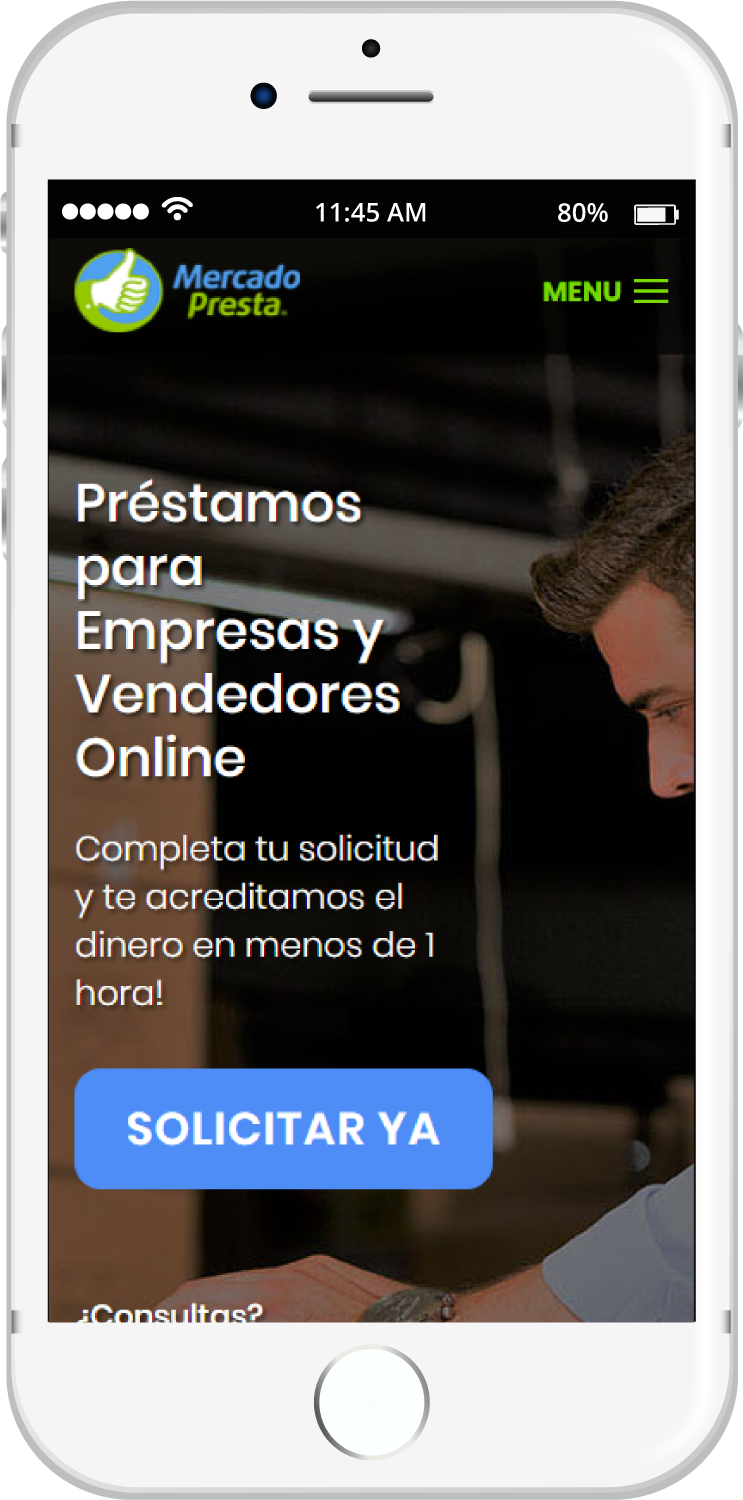 11:45 AM 80%
Mercado
Presta.
MENU
Préstamos
para
Empresas y
Vendedores
Online
Completa tu solicitud
y te acreditamos el
dinero en menos de 1
hora!
SOLICITAR YA
¿Consultas?